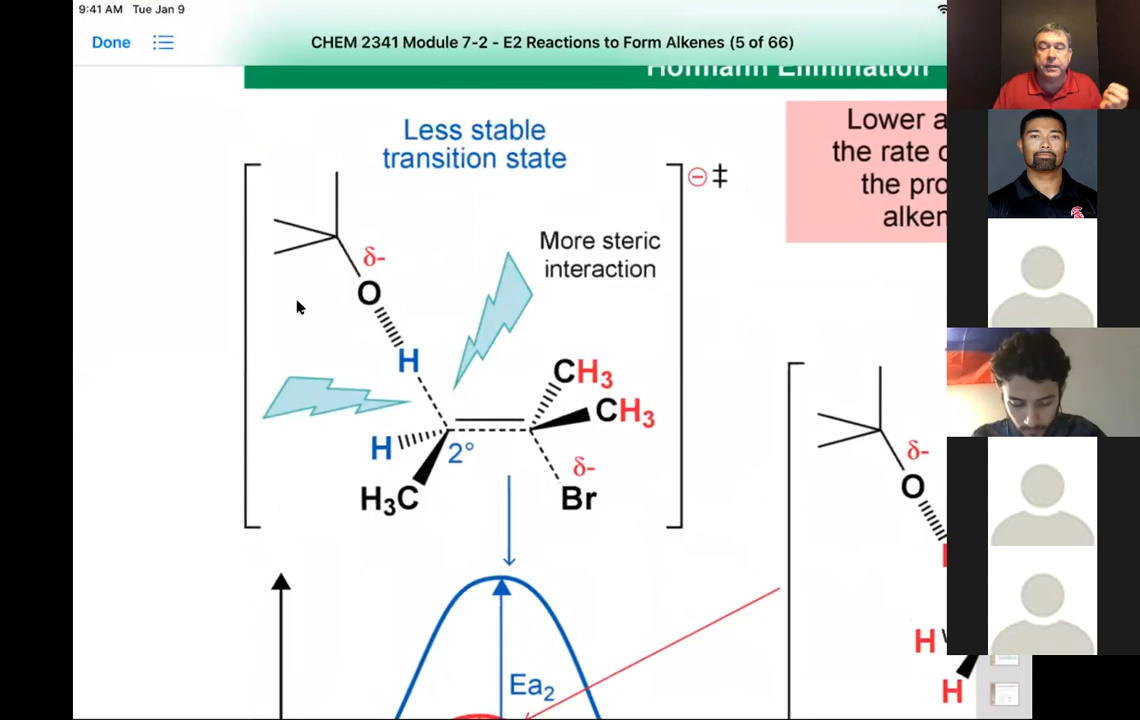 9:41 AM Tue Jan 9
Done
CHEM 2341 Module 7-2 - E2 Reactions to Form Alkenes (5 of 66)
Hofmann Elimination
Less stable
transition state
⊖ ‡
δ-
O
H
More steric
interaction
CH₃
CH₃
H
2°
δ-
H₃C
Br
Ea₂
Lower a
the rate o
the pro
alken
δ-
O
H
H